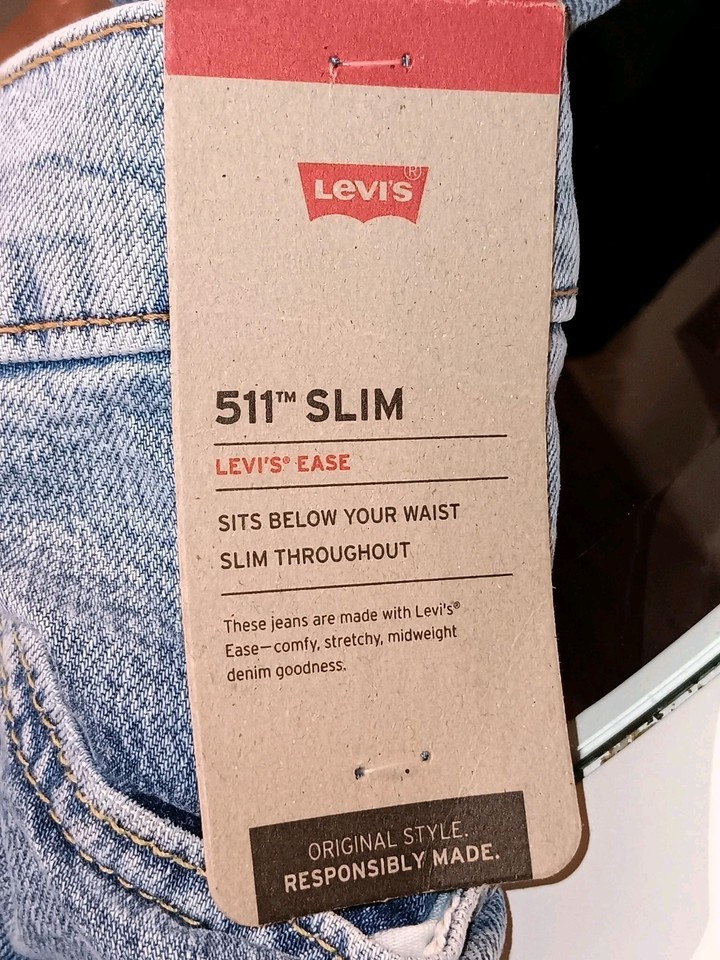 LEVI'S®
511™ SLIM
LEVI'S® EASE
SITS BELOW YOUR WAIST
SLIM THROUGHOUT
These jeans are made with Levi's®
Ease—comfy, stretchy, midweight
denim goodness.
ORIGINAL STYLE.
RESPONSIBLY MADE.